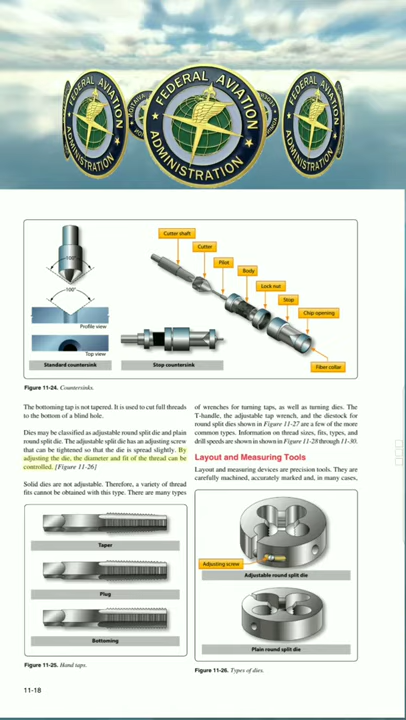 FEDERAL AVIATION
ADMINISTRATION
FEDERAL AVIATION
ADMINISTRATION
FEDERAL AVIATION
ADMINISTRATION
Cutter shaft
Cutter
Pilot
Body
Lock nut
Stop
Chip opening
Fiber collar
100°
100°
Profile view
Top view
Standard countersink
Stop countersink
Figure 11-24. Countersinks.
The bottoming tap is not tapered. It is used to cut full threads
to the bottom of a blind hole.
Dies may be classified as adjustable round split die and plain
round split die. The adjustable split die has an adjusting screw
that can be tightened so that the die is spread slightly. By
adjusting the die, the diameter and fit of the thread can be
controlled. [Figure 11-26]
Solid dies are not adjustable. Therefore, a variety of thread
fits cannot be obtained with this type. There are many types
Taper
Plug
Bottoming
Figure 11-25. Hand taps.
of wrenches for turning taps, as well as turning dies. The
T-handle, the adjustable tap wrench, and the diestock for
round split dies shown in Figure 11-27 are a few of the more
common types. Information on thread sizes, fits, types, and
drill speeds are shown in shown in Figure 11-28 through 11-30.
Layout and Measuring Tools
Layout and measuring devices are precision tools. They are
carefully machined, accurately marked and, in many cases,
Adjusting screw
Adjustable round split die
Plain round split die
Figure 11-26. Types of dies.
11-18